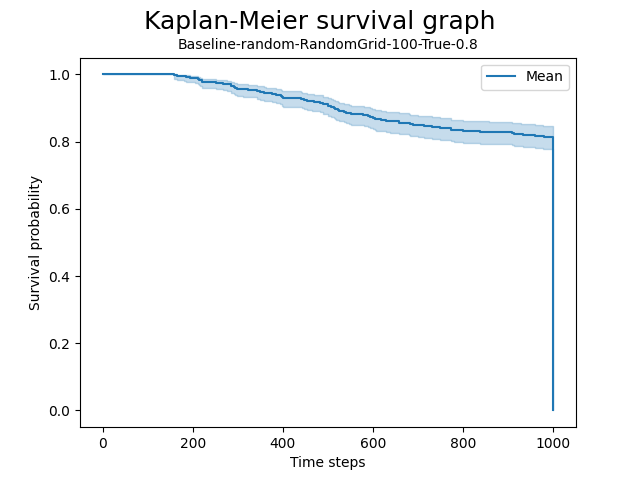 Kaplan-Meier survival graph
Baseline-random-RandomGrid-100-True-0.8
Mean
1.0
0.8
0.6
0.4
0.2
0.0
Survival probability
0 200 400 600 800 1000
Time steps